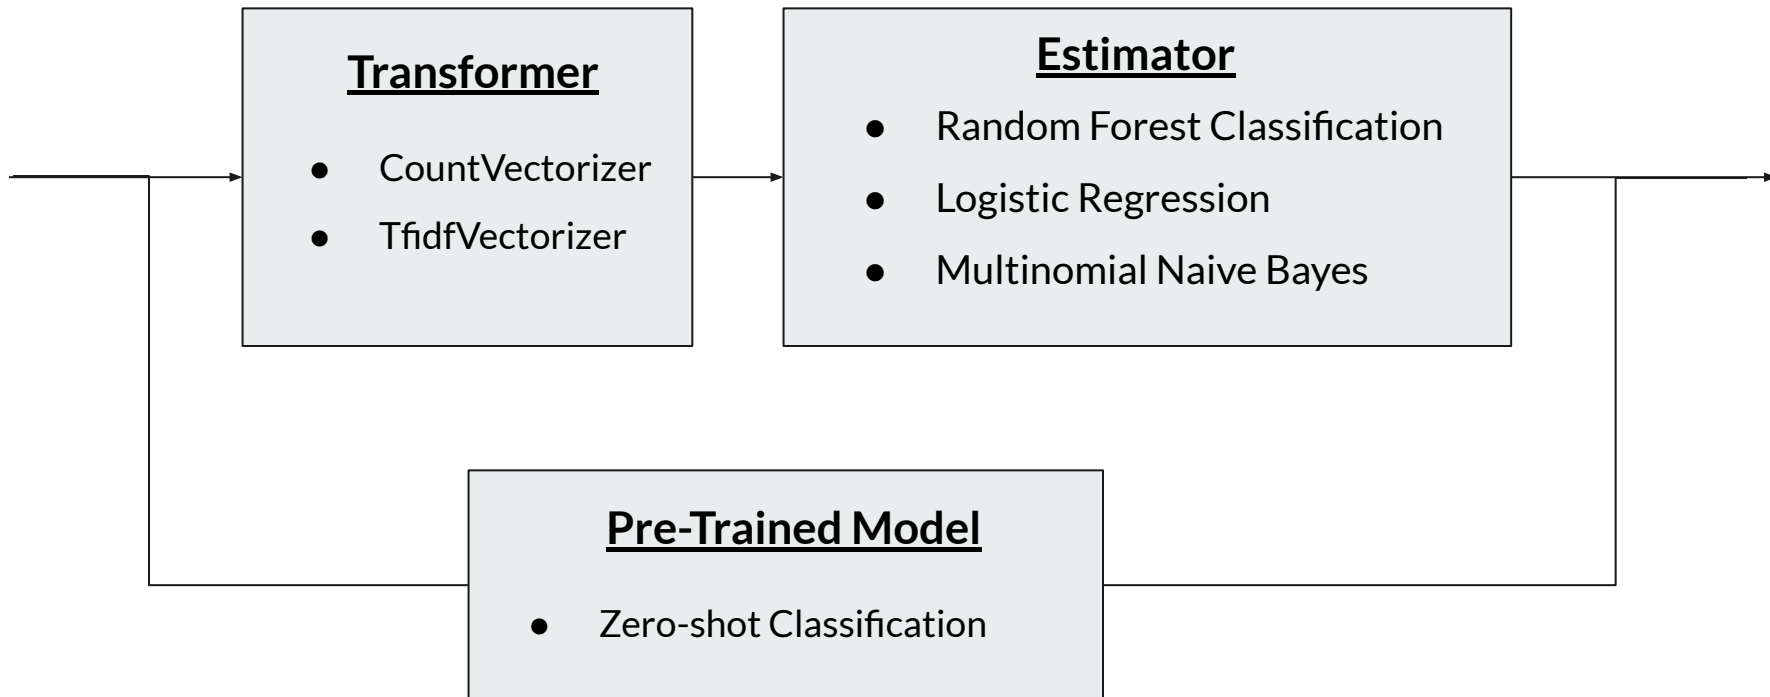 Transformer
● CountVectorizer
● TfidfVectorizer
Estimator
● Random Forest Classification
● Logistic Regression
● Multinomial Naive Bayes
Pre-Trained Model
● Zero-shot Classification